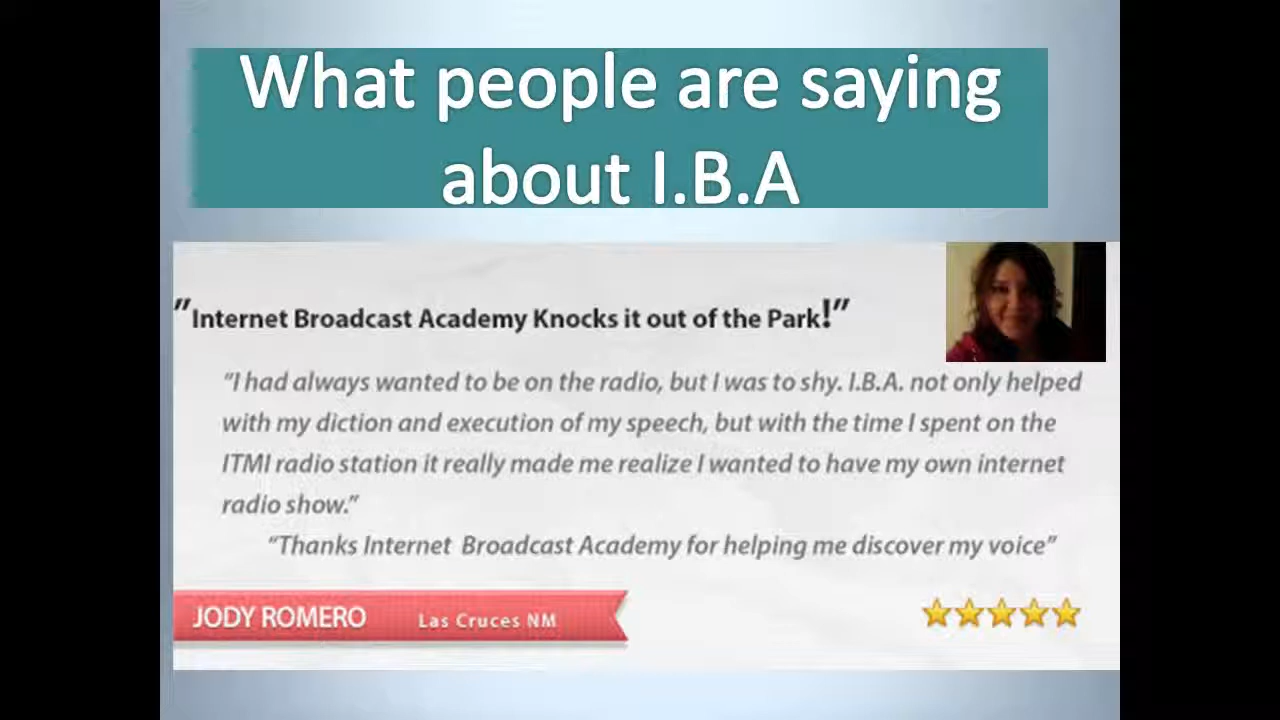 What people are saying
about I.B.A
"Internet Broadcast Academy Knocks it out of the Park!"
"I had always wanted to be on the radio, but I was to shy. I.B.A. not only helped
with my diction and execution of my speech, but with the time I spent on the
ITMI radio station it really made me realize I wanted to have my own internet
radio show."
"Thanks Internet Broadcast Academy for helping me discover my voice"
JODY ROMERO Las Cruces NM